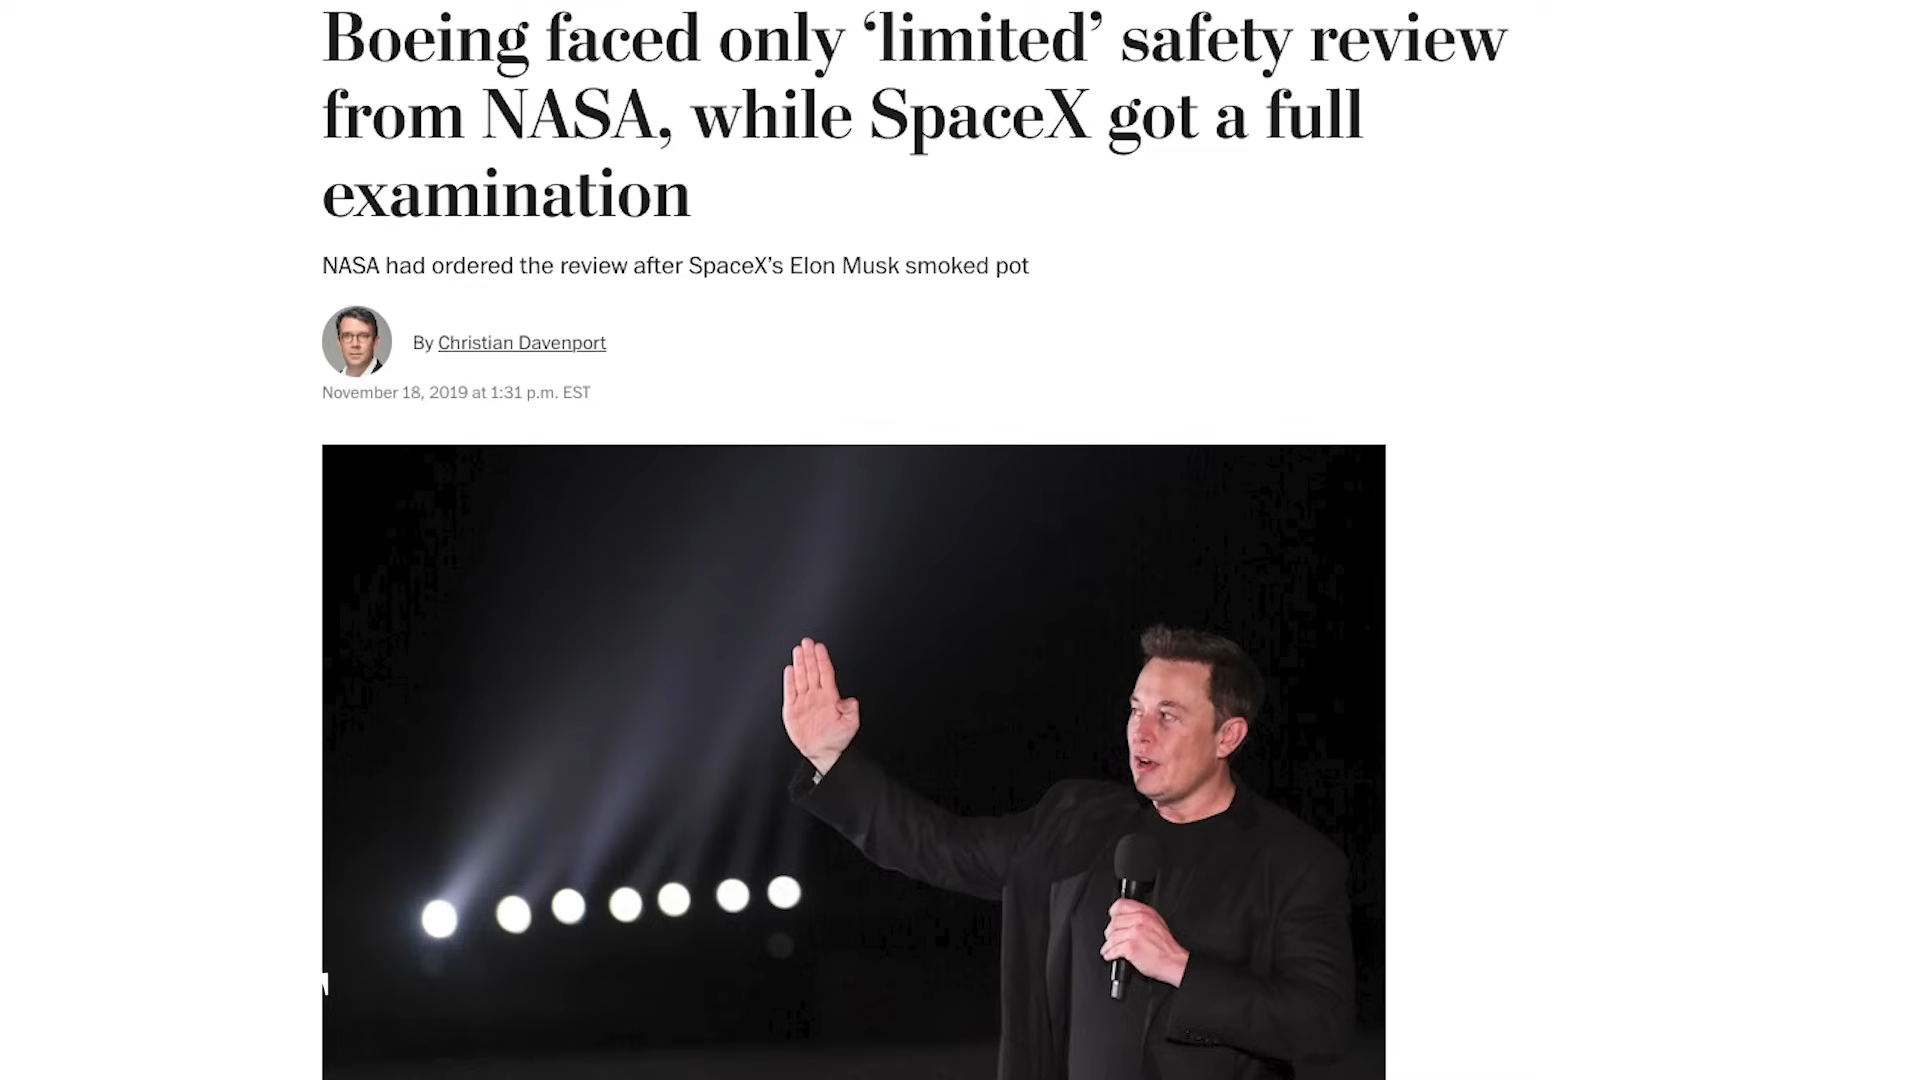 Boeing faced only ‘limited’ safety review
from NASA, while SpaceX got a full
examination
NASA had ordered the review after SpaceX’s Elon Musk smoked pot
By Christian Davenport
November 18, 2019 at 1:31 p.m. EST